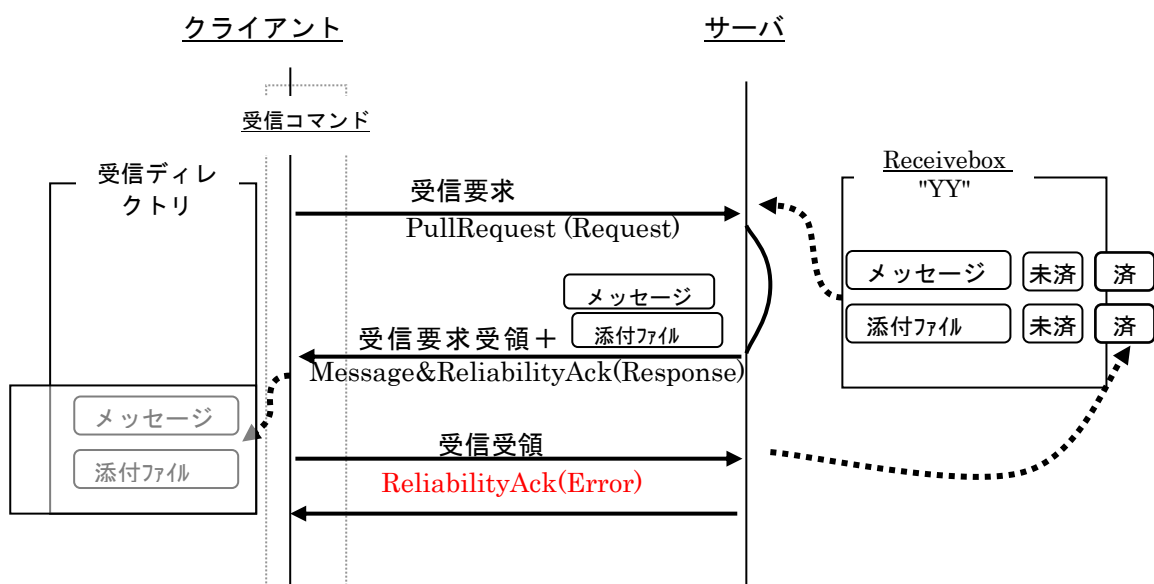 クライアント
サーバ
受信コマンド
受信ディレ
クトリ
Receivebox
"YY"
受信要求
PullRequest (Request)
メッセージ
未済
済
メッセージ
添付ファイル
未済
済
添付ファイル
受信要求受領＋
Message&ReliabilityAck(Response)
メッセージ
添付ファイル
受信受領
ReliabilityAck(Error)